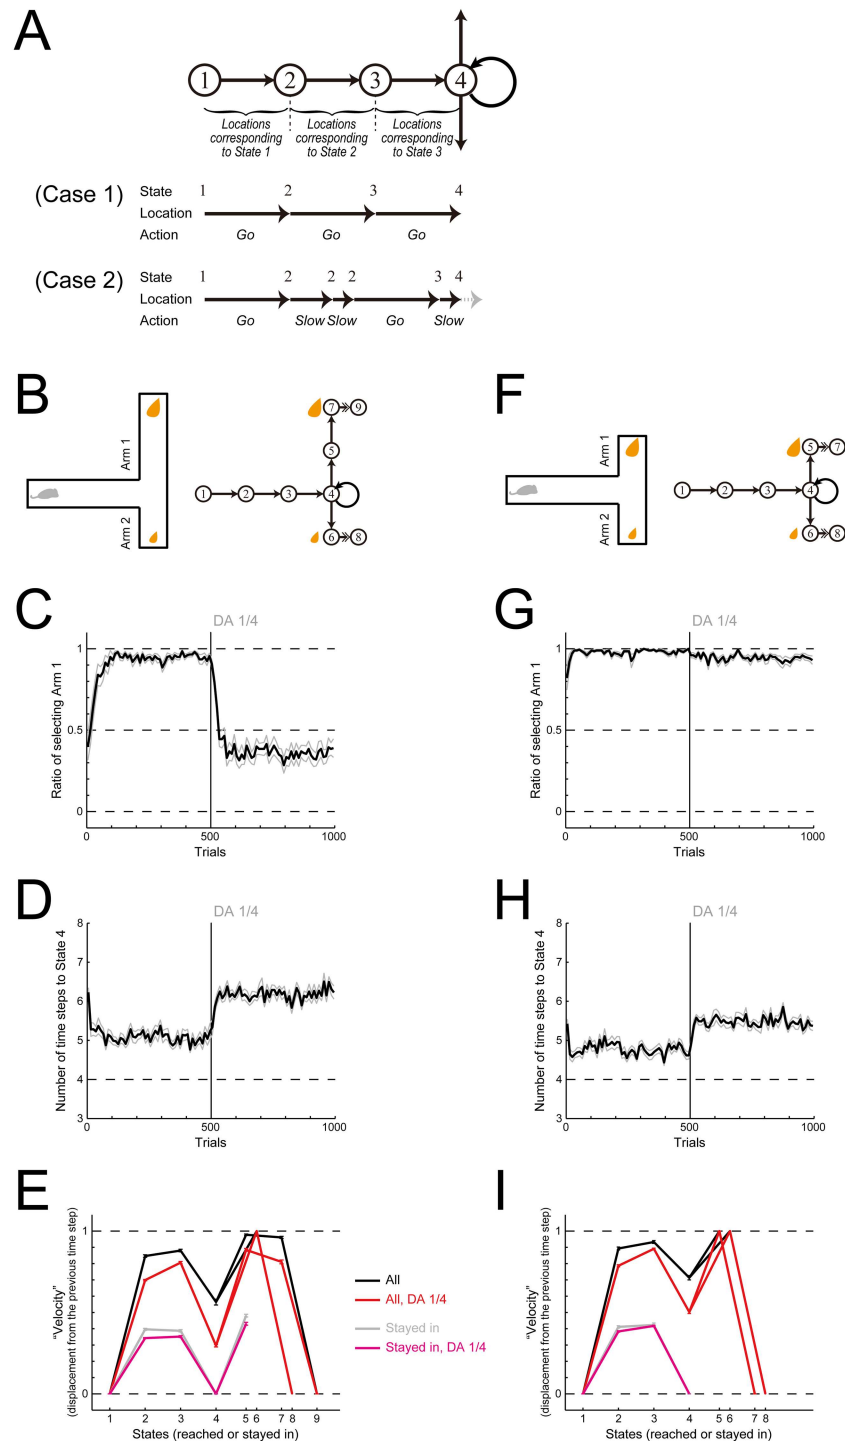 A
1 2 3 4
Locations corresponding to State 1
Locations corresponding to State 2
Locations corresponding to State 3
(Case 1)
State 1 2 3 4
Location
Action Go Go Go
(Case 2)
State 1 2 2 2 3 4
Location
Action Go Slow Slow Go Slow
B
Arm 1
Arm 2
7 9
5
1 2 3 4
6 8
F
Arm 1
Arm 2
5 7
1 2 3 4
6 8
C
DA 1/4
Ratio of selecting Arm 1
1
0.5
0
0 500 1000
Trials
G
DA 1/4
Ratio of selecting Arm 1
1
0.5
0
0 500 1000
Trials
D
DA 1/4
Number of time steps to State 4
8
7
6
5
4
3
0 500 1000
Trials
H
DA 1/4
Number of time steps to State 4
8
7
6
5
4
3
0 500 1000
Trials
E
"Velocity"
(displacement from the previous time step)
1
0
1 2 3 4 5 6 7 8 9
States (reached or stayed in)
All
All, DA 1/4
Stayed in
Stayed in, DA 1/4
I
"Velocity"
(displacement from the previous time step)
1
0
1 2 3 4 5 6 7 8
States (reached or stayed in)